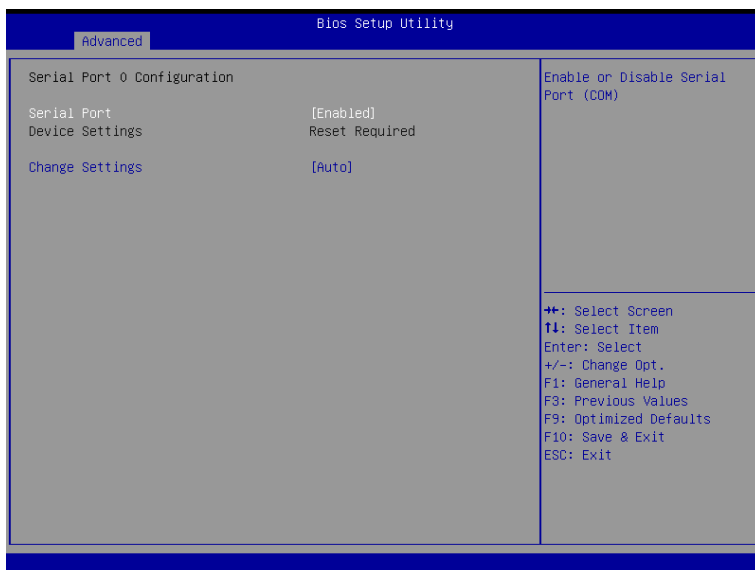 Bios Setup Utility
Advanced
Serial Port 0 Configuration
Serial Port [Enabled]
Device Settings Reset Required
Change Settings [Auto]
Enable or Disable Serial
Port (COM)
→←: Select Screen
↑↓: Select Item
Enter: Select
+/-: Change Opt.
F1: General Help
F3: Previous Values
F9: Optimized Defaults
F10: Save & Exit
ESC: Exit